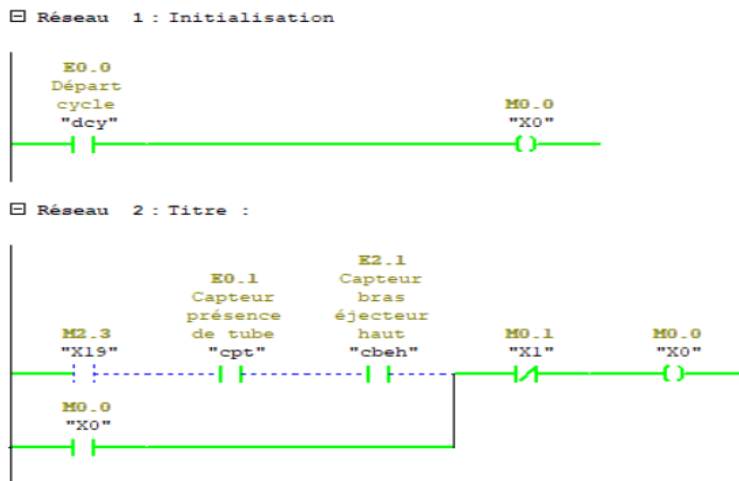 Réseau 1 : Initialisation
E0.0
Départ
cycle
"dcy"
M0.0
"X0"
Réseau 2 : Titre :
M2.3
"X19"
E0.1
Capteur
présence
de tube
"cpt"
E2.1
Capteur
bras
éjecteur
haut
"cbeh"
M0.1
"X1"
M0.0
"X0"
M0.0
"X0"